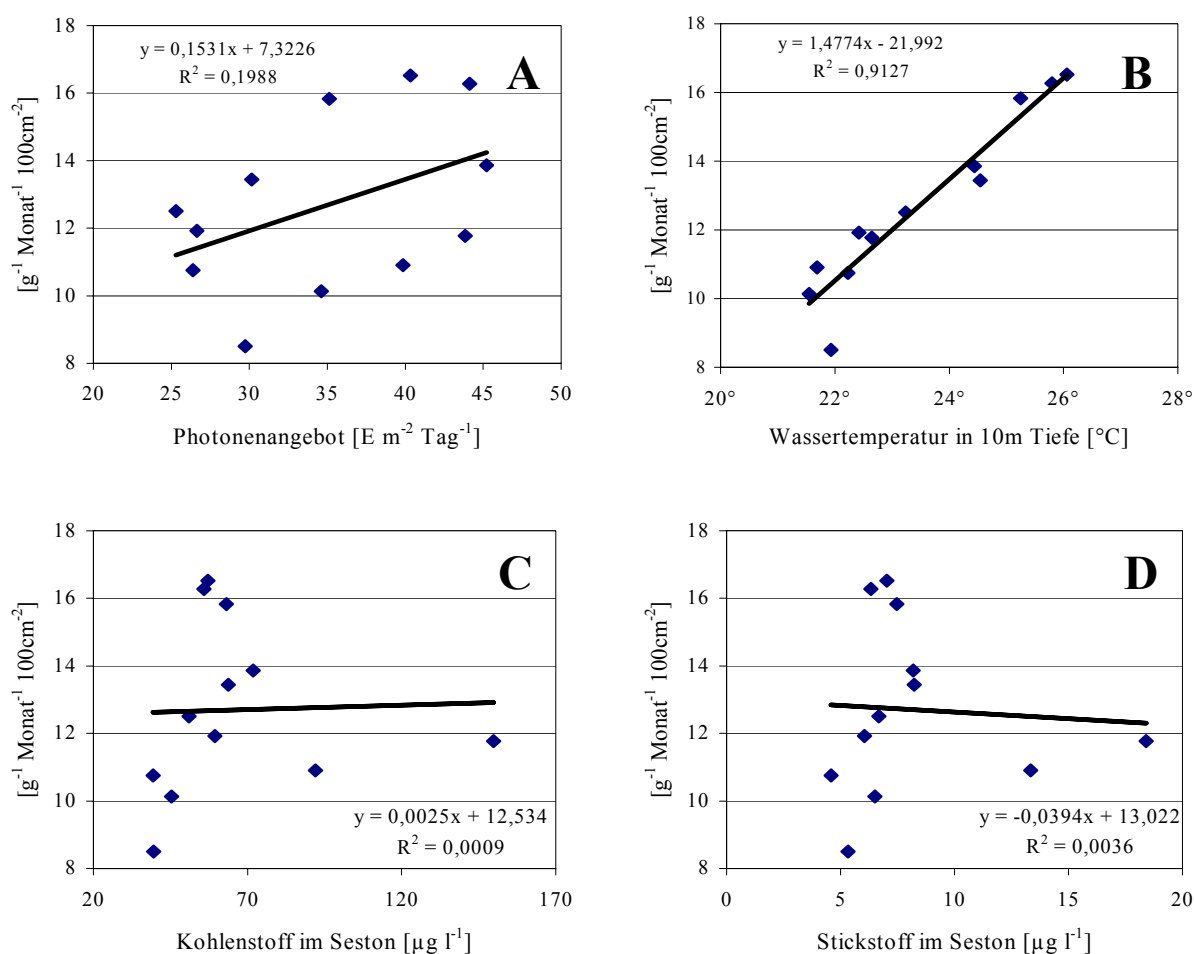 y = 0,1531x + 7,3226
R² = 0,1988
A
[g⁻¹ Monat⁻¹ 100cm⁻²]
18
16
14
12
10
8
20 25 30 35 40 45 50
Photonenangebot [E m⁻² Tag⁻¹]
y = 1,4774x - 21,992
R² = 0,9127
B
[g⁻¹ Monat⁻¹ 100cm⁻²]
18
16
14
12
10
8
20° 22° 24° 26° 28°
Wassertemperatur in 10m Tiefe [°C]
C
[g⁻¹ Monat⁻¹ 100cm⁻²]
18
16
14
12
10
8
y = 0,0025x + 12,534
R² = 0,0009
20 70 120 170
Kohlenstoff im Seston [µg l⁻¹]
D
[g⁻¹ Monat⁻¹ 100cm⁻²]
18
16
14
12
10
8
y = -0,0394x + 13,022
R² = 0,0036
0 5 10 15 20
Stickstoff im Seston [µg l⁻¹]